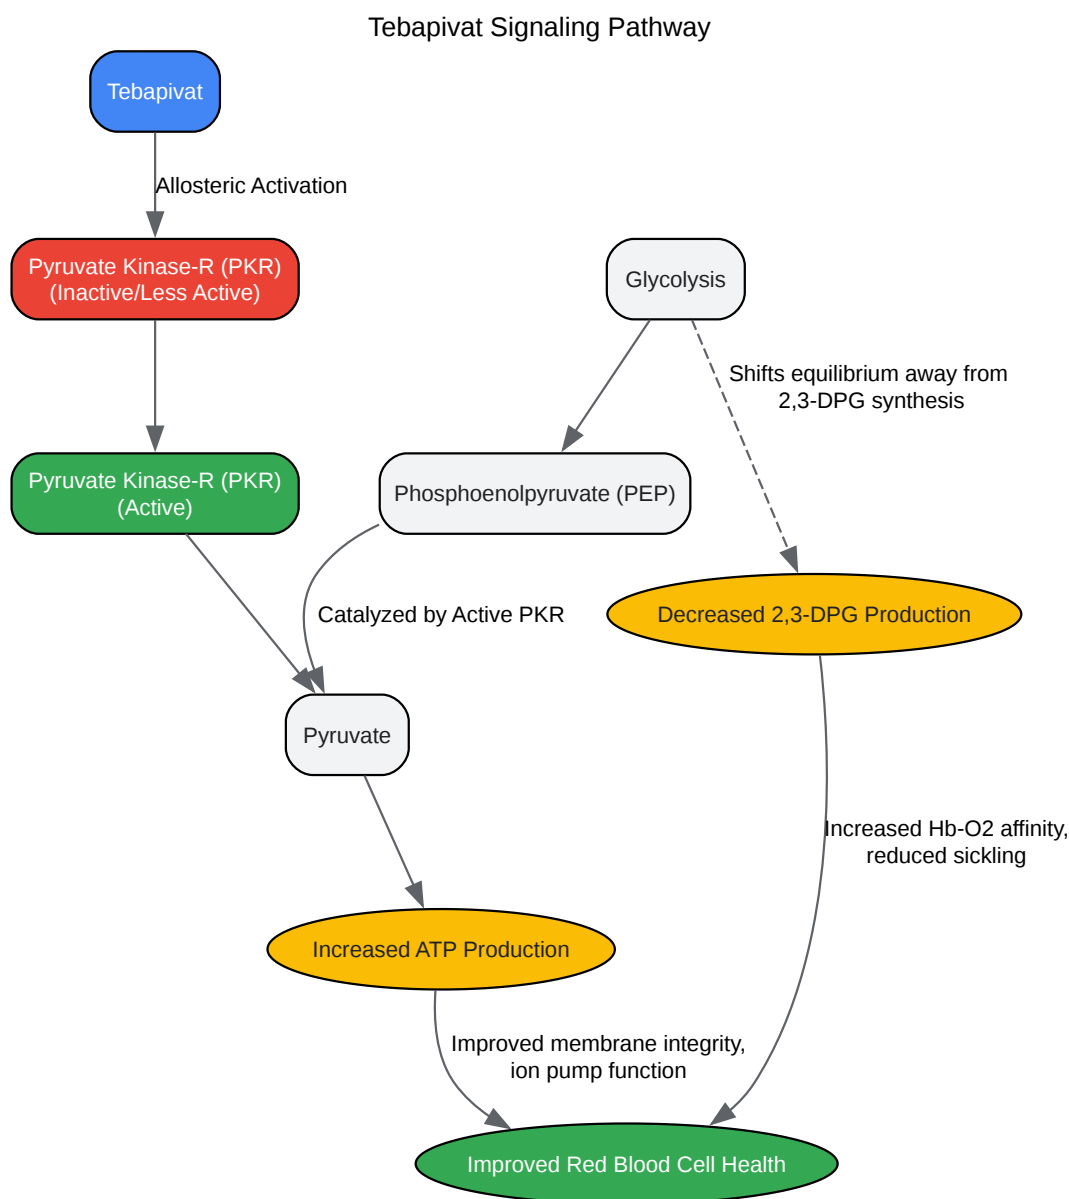 Tebapivat Signaling Pathway
Tebapivat
Allosteric Activation
Pyruvate Kinase-R (PKR)
(Inactive/Less Active)
Glycolysis
Shifts equilibrium away from
2,3-DPG synthesis
Pyruvate Kinase-R (PKR)
(Active)
Phosphoenolpyruvate (PEP)
Catalyzed by Active PKR
Decreased 2,3-DPG Production
Pyruvate
Increased Hb-O2 affinity,
reduced sickling
Increased ATP Production
Improved membrane integrity,
ion pump function
Improved Red Blood Cell Health